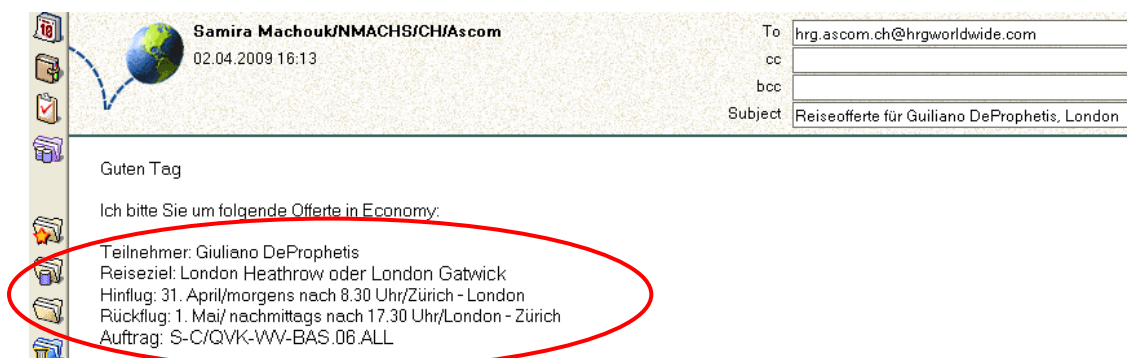 Samira Machouk/NMACHS/CH/Ascom
02.04.2009 16:13
To hrg.ascom.ch@hrgworldwide.com
cc
bcc
Subject Reiseofferte für Guiliano DeProphetis, London
Guten Tag
Ich bitte Sie um folgende Offerte in Economy:
Teilnehmer: Giuliano DeProphetis
Reiseziel: London Heathrow oder London Gatwick
Hinflug: 31. April/morgens nach 8.30 Uhr/Zürich - London
Rückflug: 1. Mai/ nachmittags nach 17.30 Uhr/London - Zürich
Auftrag: S-C/QVK-VVV-BAS.06.ALL